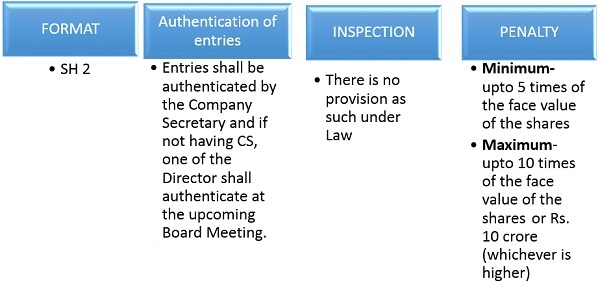 FORMAT
• SH 2
Authentication of
entries
• Entries shall be
authenticated by
the Company
Secretary and if
not having CS,
one of the
Director shall
authenticate at
the upcoming
Board Meeting.
INSPECTION
• There is no
provision as
such under
Law
PENALTY
• Minimum-
upto 5 times of
the face value
of the shares
• Maximum-
upto 10 times
of the face
value of the
shares or Rs.
10 crore
(whichever is
higher)